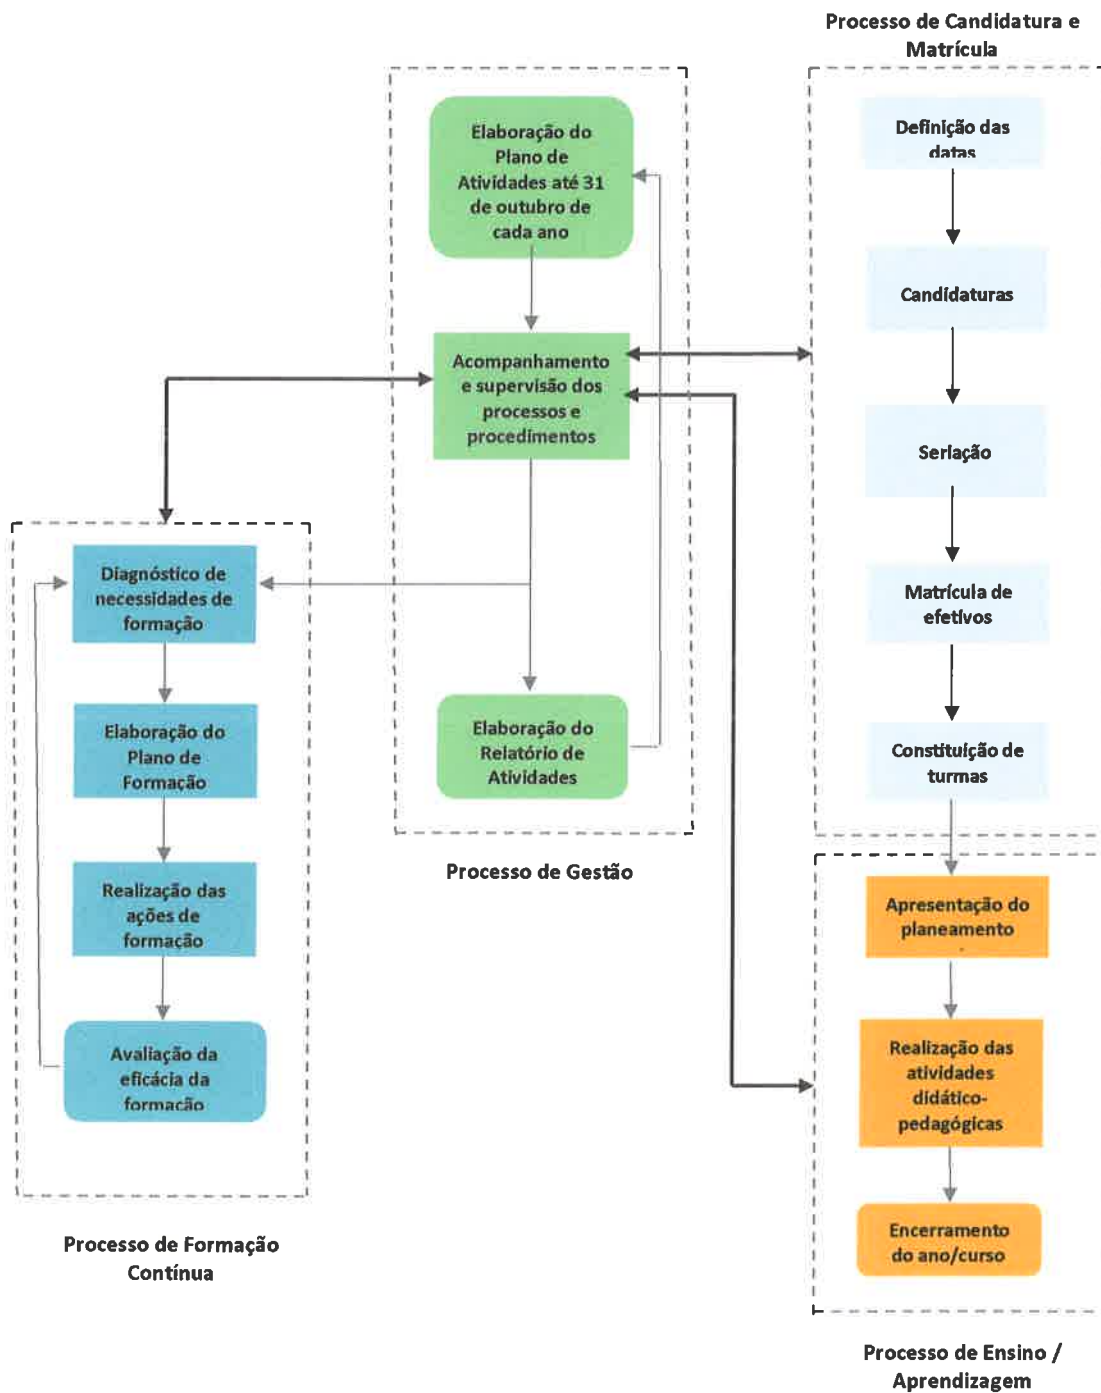 Processo de Candidatura e
Matrícula
Elaboração do
Plano de
Atividades até 31
de outubro de
cada ano
Acompanhamento
e supervisão dos
processos e
procedimentos
Elaboração do
Relatório de
Atividades
Processo de Gestão
Definição das
datas
Candidaturas
Seriação
Matrícula de
efetivos
Constituição de
turmas
Diagnóstico de
necessidades de
formação
Elaboração do
Plano de
Formação
Realização das
ações de
formação
Avaliação da
eficácia da
formação
Processo de Formação
Contínua
Apresentação do
planeamento
Realização das
atividades
didático-
pedagógicas
Encerramento
do ano/curso
Processo de Ensino /
Aprendizagem